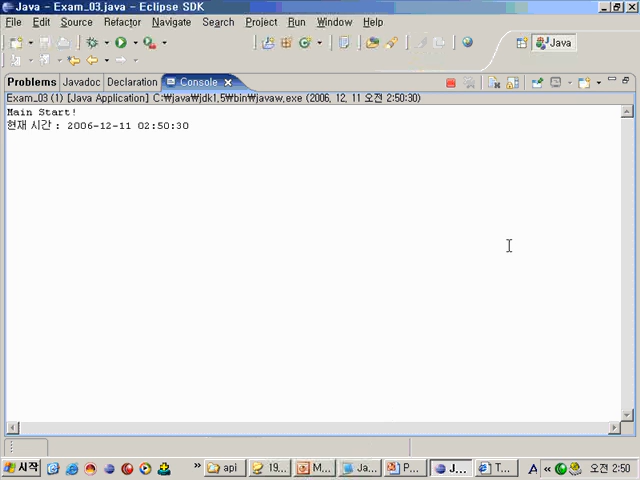 Java - Exam_03.java - Eclipse SDK
File Edit Source Refactor Navigate Search Project Run Window Help
Java
Problems Javadoc Declaration Console
Exam_03 (1) [Java Application] C:₩java₩jdk1.5₩bin₩javaw.exe (2006, 12, 11 오전 2:50:30)
Main Start!
현재 시간 : 2006-12-11 02:50:30
시작 » api 19... M... Ja... P... J... T... A « 오전 2:50